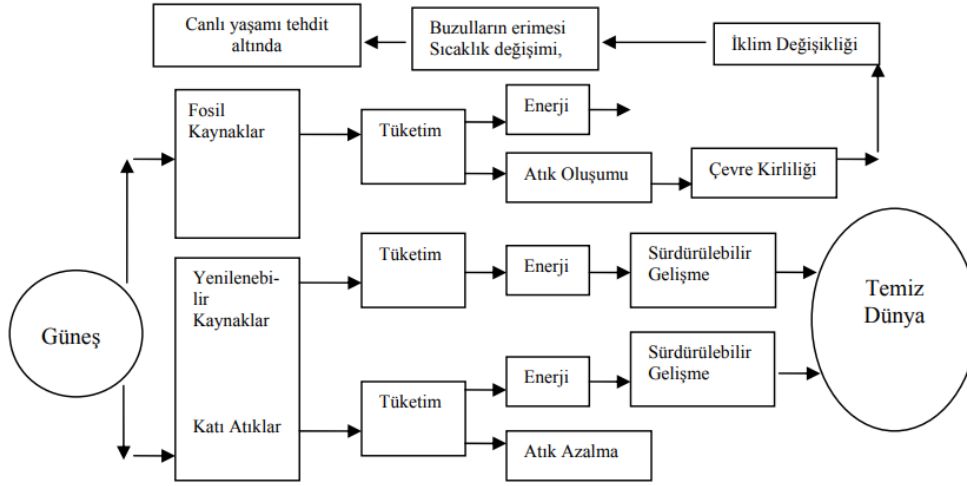 Canlı yaşamı tehdit
altında
Buzulların erimesi
Sıcaklık değişimi,
İklim Değişikliği
Fosil
Kaynaklar
Tüketim
Enerji
Atık Oluşumu
Çevre Kirliliği
Güneş
Yenilenebi-
lir
Kaynaklar
Katı Atıklar
Tüketim
Enerji
Sürdürülebilir
Gelişme
Tüketim
Enerji
Sürdürülebilir
Gelişme
Atık Azalma
Temiz
Dünya